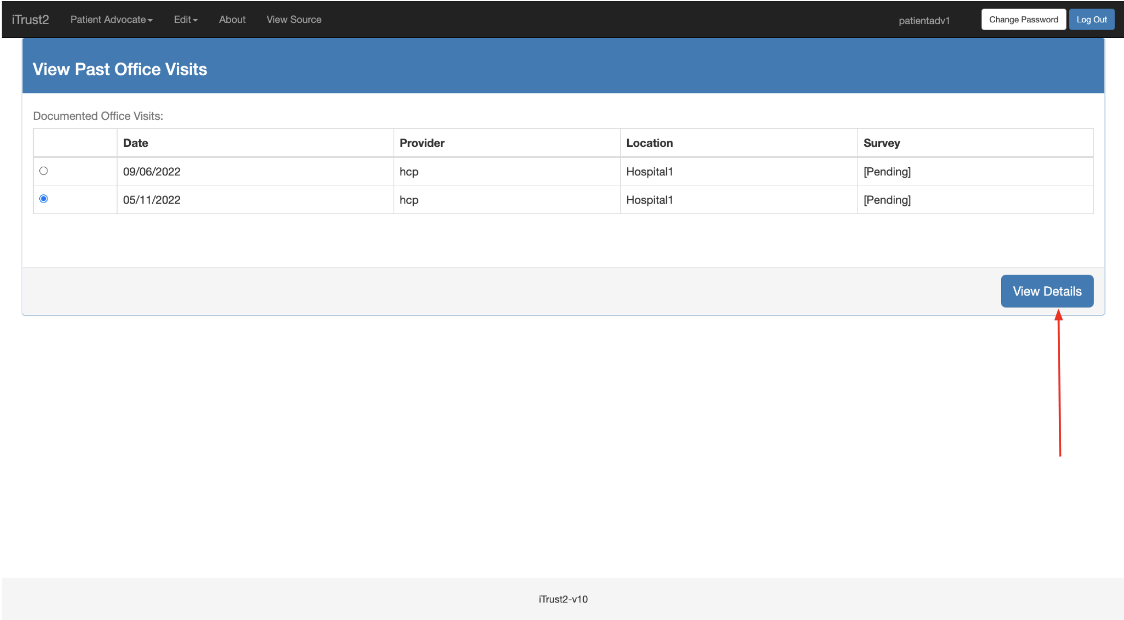 iTrust2 Patient Advocate Edit About View Source patientadv1 Change Password Log Out
View Past Office Visits
Documented Office Visits:
Date Provider Location Survey
09/06/2022 hcp Hospital1 [Pending]
05/11/2022 hcp Hospital1 [Pending]
View Details
iTrust2-v10